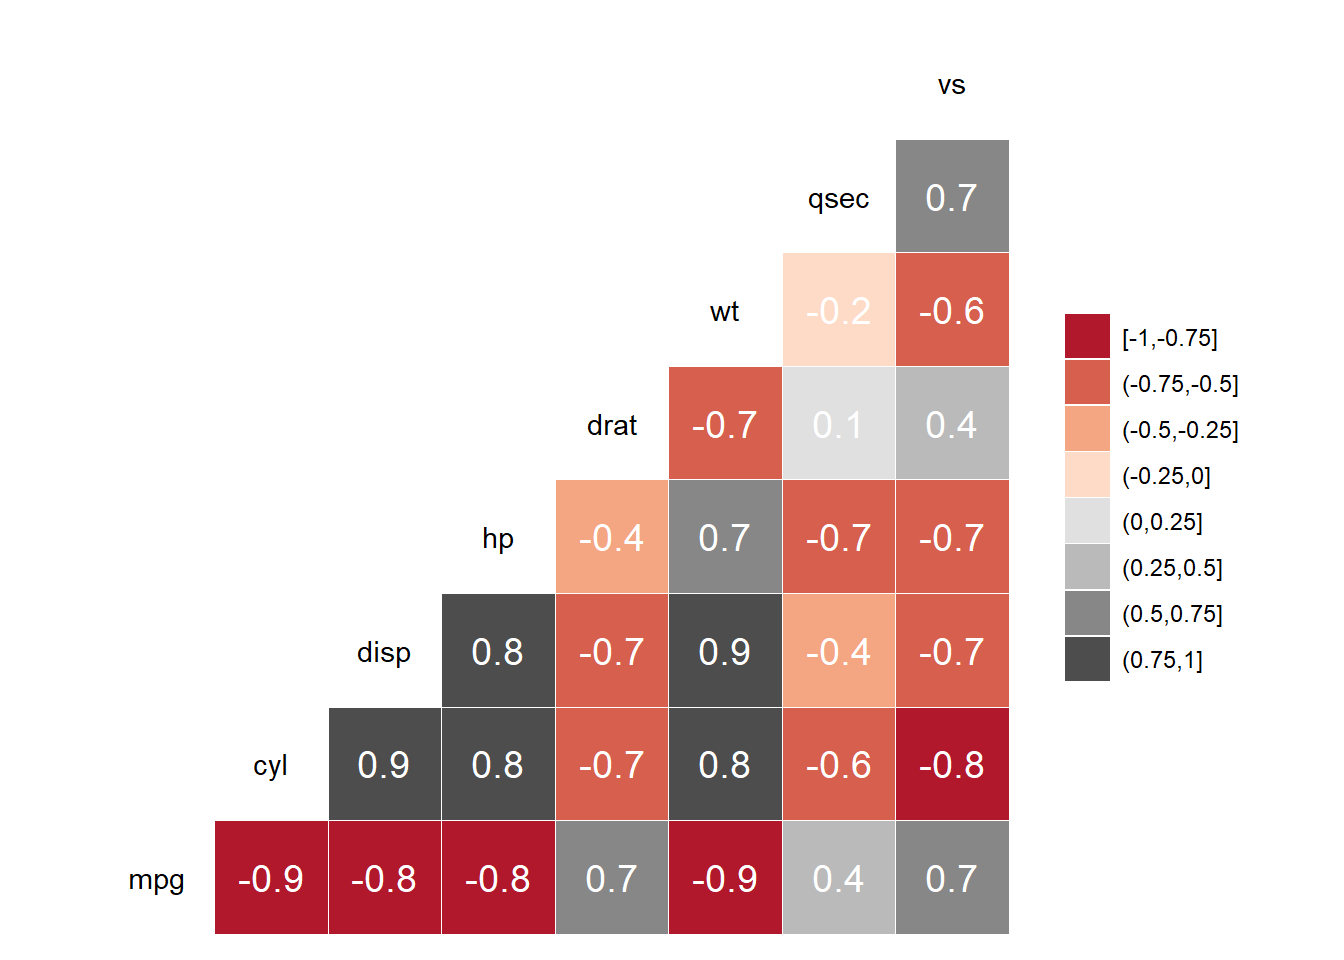 vs
qsec 0.7
wt -0.2 -0.6
drat -0.7 0.1 0.4
hp -0.4 0.7 -0.7 -0.7
disp 0.8 -0.7 0.9 -0.4 -0.7
cyl 0.9 0.8 -0.7 0.8 -0.6 -0.8
mpg -0.9 -0.8 -0.8 0.7 -0.9 0.4 0.7
[-1,-0.75]
(-0.75,-0.5]
(-0.5,-0.25]
(-0.25,0]
(0,0.25]
(0.25,0.5]
(0.5,0.75]
(0.75,1]